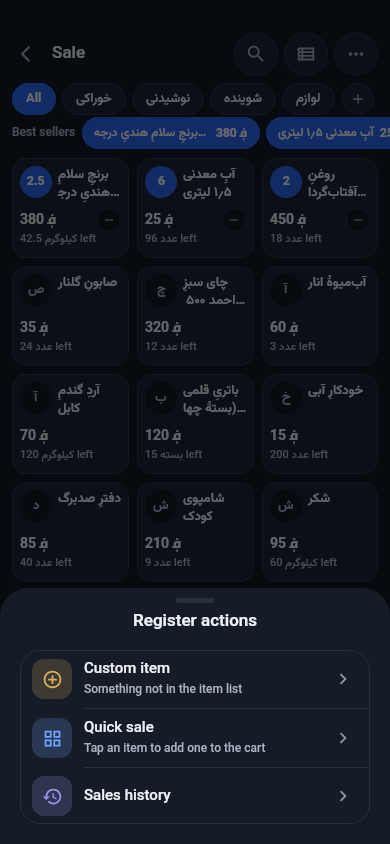 Sale
All
خوراکی
نوشیدنی
شوینده
لوازم
Best sellers
برنج سلام هندیِ درجه…
380 ؋
آبِ معدنی ۱٫۵ لیتری
2.5
برنجِ سلامِ
هندیِ درج…
380 ؋
42.5 کیلوگرم left
6
آبِ معدنی
۱٫۵ لیتری
25 ؋
96 عدد left
2
روغنِ
آفتاب‌گردا…
450 ؋
18 عدد left
ص
صابونِ گلنار
35 ؋
24 عدد left
چ
چای سبزِ
احمد ۵۰۰…
320 ؋
12 عدد left
آ
آب‌میوهٔ انار
60 ؋
3 عدد left
آ
آردِ گندمِ
کابل
70 ؋
120 کیلوگرم left
ب
باتریِ قلمی
(بستهٔ چها…
120 ؋
15 بسته left
خ
خودکارِ آبی
15 ؋
200 عدد left
د
دفترِ صدبرگ
85 ؋
40 عدد left
ش
شامپوی
کودک
210 ؋
9 عدد left
ش
شکر
95 ؋
60 کیلوگرم left
Register actions
Custom item
Something not in the item list
Quick sale
Tap an item to add one to the cart
Sales history